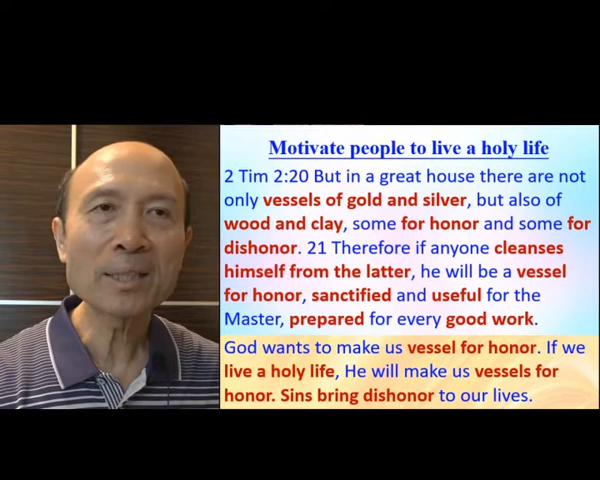 Motivate people to live a holy life
2 Tim 2:20 But in a great house there are not
only vessels of gold and silver, but also of
wood and clay, some for honor and some for
dishonor. 21 Therefore if anyone cleanses
himself from the latter, he will be a vessel
for honor, sanctified and useful for the
Master, prepared for every good work.
God wants to make us vessel for honor. If we
live a holy life, He will make us vessels for
honor. Sins bring dishonor to our lives.